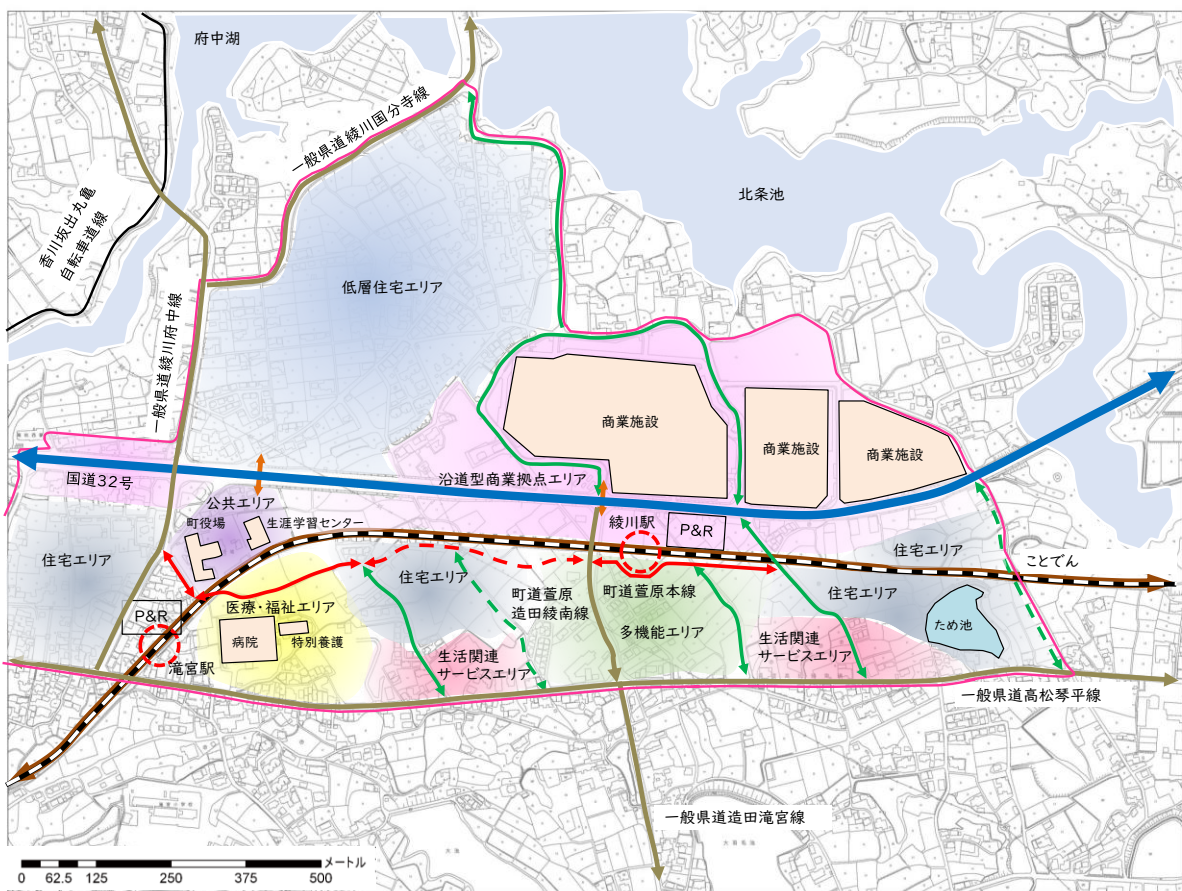 府中湖
一般県道綾川国分寺線
北条池
香川坂出丸亀
自転車道線
低層住宅エリア
一般県道綾川府中線
商業施設
商業施設
商業施設
国道32号
沿道型商業拠点エリア
公共エリア
町役場
生涯学習センター
綾川駅
P&R
住宅エリア
住宅エリア
ことでん
住宅エリア
町道萱原
造田綾南線
町道萱原本線
住宅エリア
P&R
医療・福祉エリア
多機能エリア
ため池
病院
特別養護
生活関連
サービスエリア
生活関連
サービスエリア
滝宮駅
一般県道高松琴平線
一般県道造田滝宮線
メートル
0 62.5 125 250 375 500